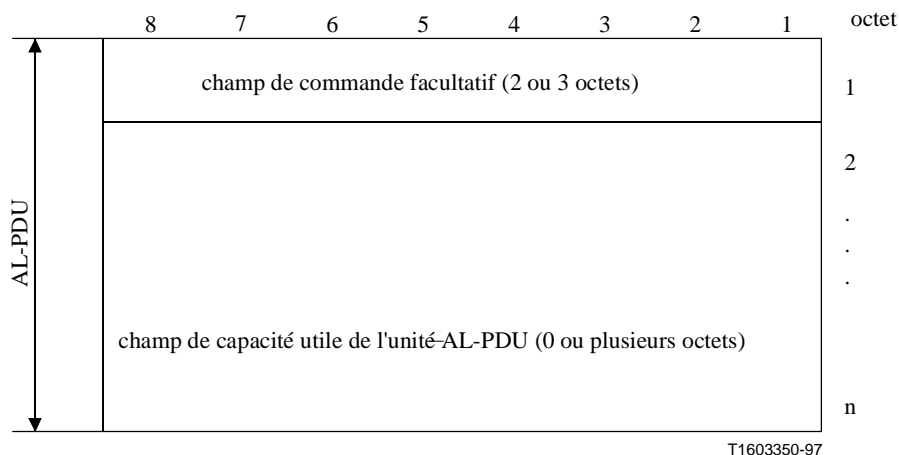 8 7 6 5 4 3 2 1 octet
champ de commande facultatif (2 ou 3 octets) 1
2
.
.
.
AL-PDU
champ de capacité utile de l'unité AL-PDU (0 ou plusieurs octets)
n
T1603350-97